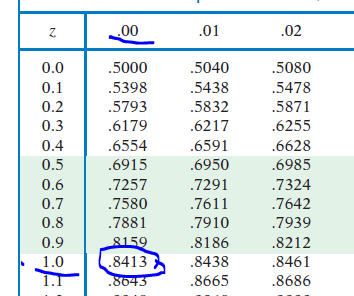 z .00 .01 .02
0.0 .5000 .5040 .5080
0.1 .5398 .5438 .5478
0.2 .5793 .5832 .5871
0.3 .6179 .6217 .6255
0.4 .6554 .6591 .6628
0.5 .6915 .6950 .6985
0.6 .7257 .7291 .7324
0.7 .7580 .7611 .7642
0.8 .7881 .7910 .7939
0.9 .8159 .8186 .8212
1.0 .8413 .8438 .8461
1.1 .8643 .8665 .8686